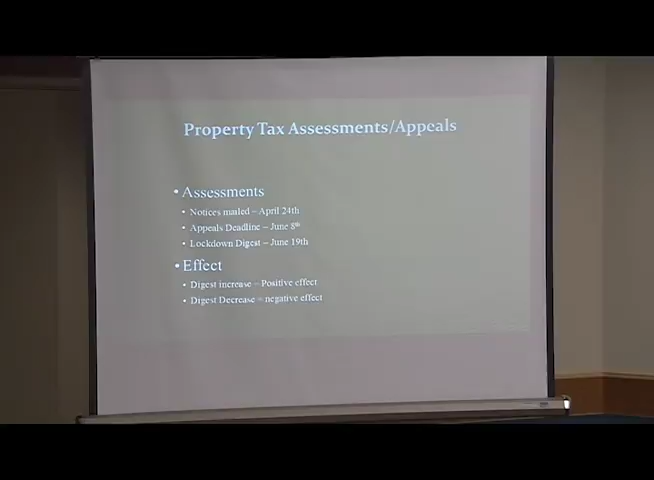 Property Tax Assessments/Appeals
• Assessments
• Notices mailed – April 24th
• Appeals Deadline – June 8th
• Lockdown Digest – June 19th
• Effect
• Digest increase = Positive effect
• Digest Decrease = negative effect